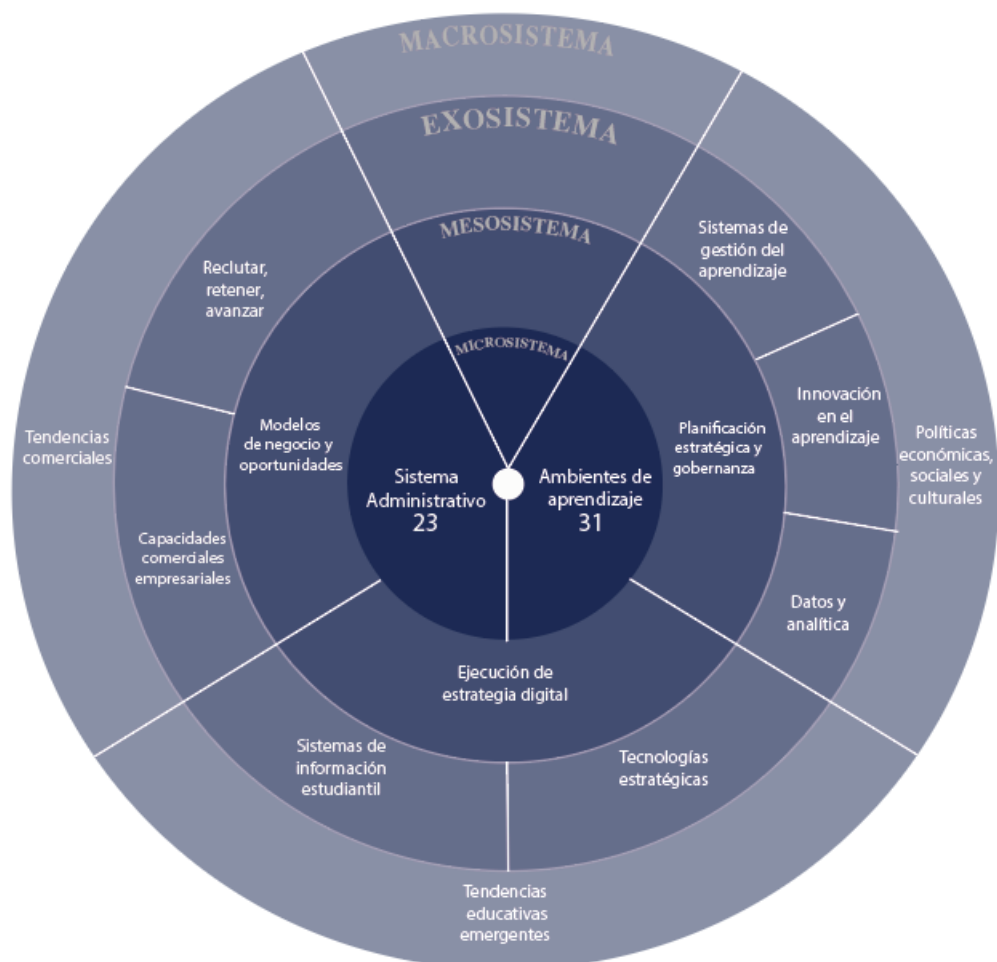 MACROSISTEMA
EXOSISTEMA
MESOSISTEMA
MICROSISTEMA
Sistemas de
gestión del
aprendizaje
Reclutar,
retener,
avanzar
Innovación
en el
aprendizaje
Modelos
de negocio y
oportunidades
Planificación
estratégica y
gobernanza
Tendencias
comerciales
Políticas
económicas,
sociales y
culturales
Sistema
Administrativo
23
Ambientes de
aprendizaje
31
Capacidades
comerciales
empresariales
Datos y
analítica
Ejecución de
estrategia digital
Sistemas de
información
estudiantil
Tecnologías
estratégicas
Tendencias
educativas
emergentes